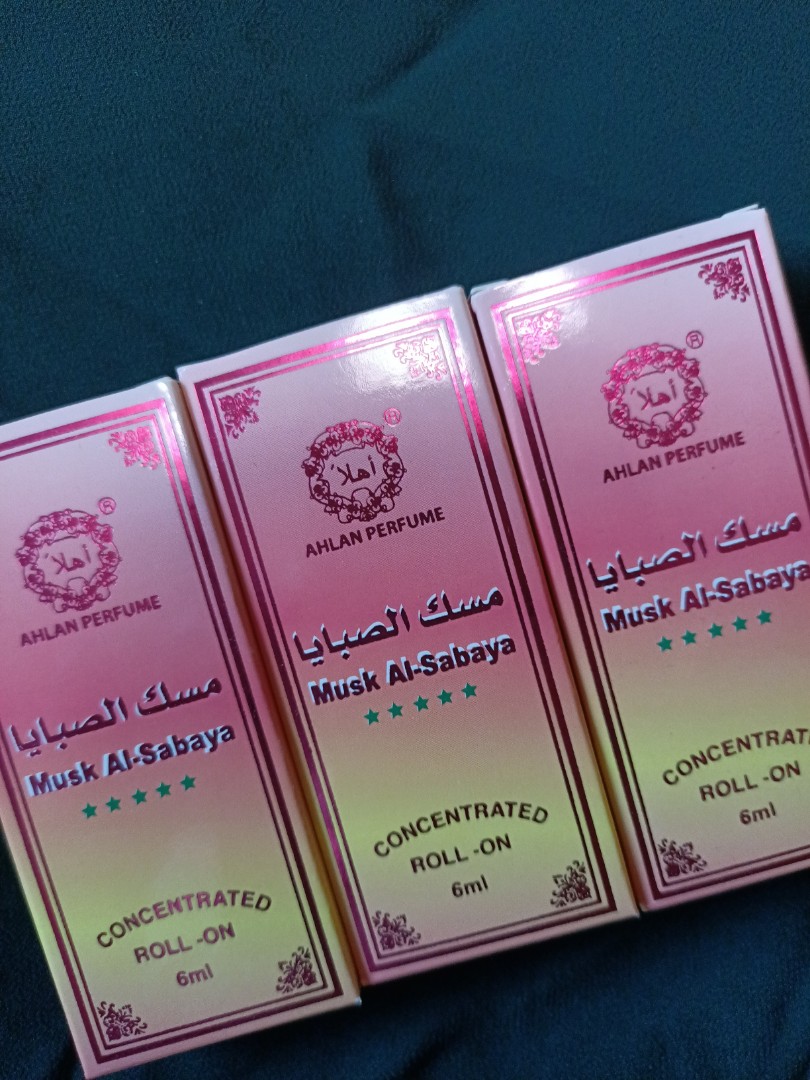 أهلا
®
AHLAN PERFUME
مسك الصبايا
Musk Al-Sabaya
CONCENTRATED
ROLL -ON
6ml
أهلا
®
AHLAN PERFUME
مسك الصبايا
Musk Al-Sabaya
CONCENTRATED
ROLL -ON
6ml
أهلا
®
AHLAN PERFUME
مسك الصبايا
Musk Al-Sabaya
CONCENTRAT
ROLL -ON
6ml